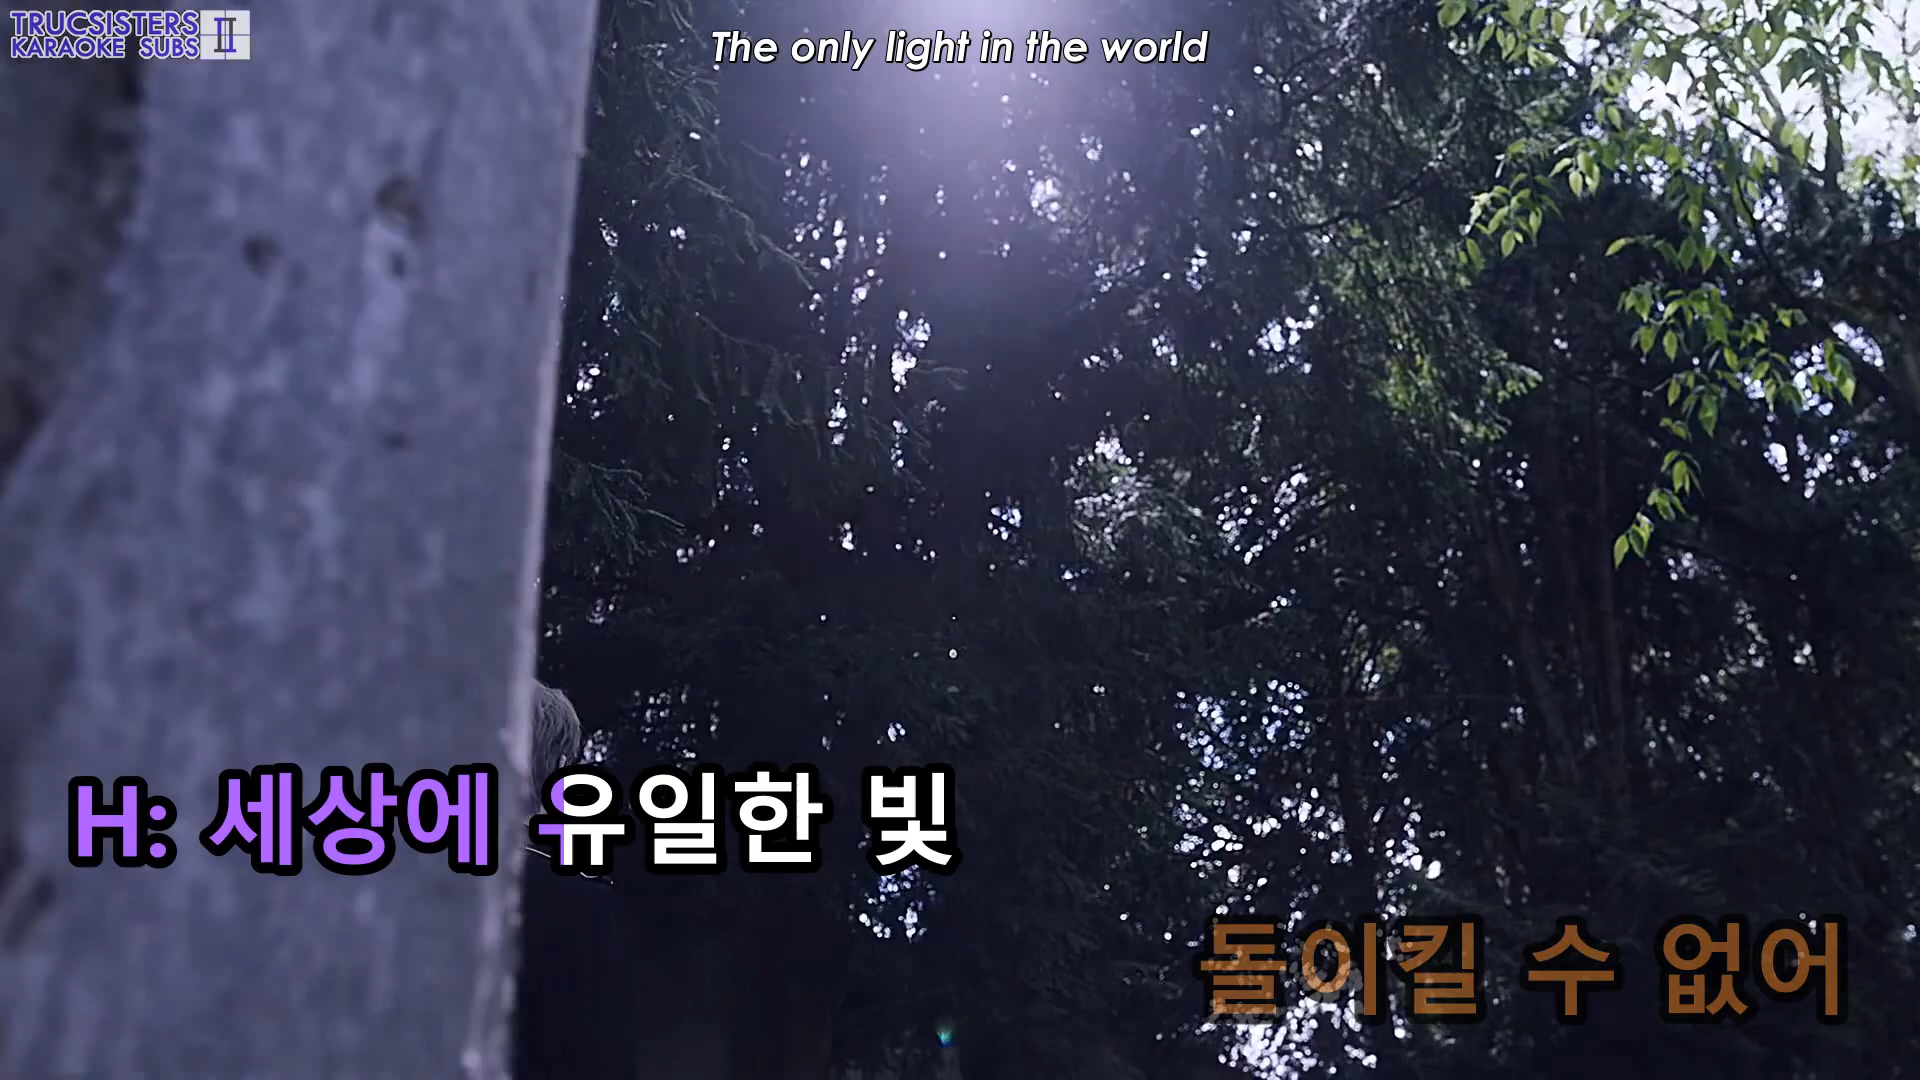 TRUCSISTERS
KARAOKE SUBS II
The only light in the world
H: 세상에 유일한 빛
돌이킬 수 없어